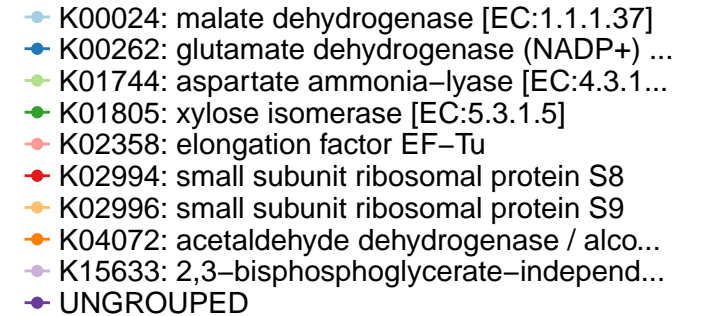 K00024: malate dehydrogenase [EC:1.1.1.37]
K00262: glutamate dehydrogenase (NADP+) ...
K01744: aspartate ammonia−lyase [EC:4.3.1...
K01805: xylose isomerase [EC:5.3.1.5]
K02358: elongation factor EF−Tu
K02994: small subunit ribosomal protein S8
K02996: small subunit ribosomal protein S9
K04072: acetaldehyde dehydrogenase / alco...
K15633: 2,3−bisphosphoglycerate−independ...
UNGROUPED